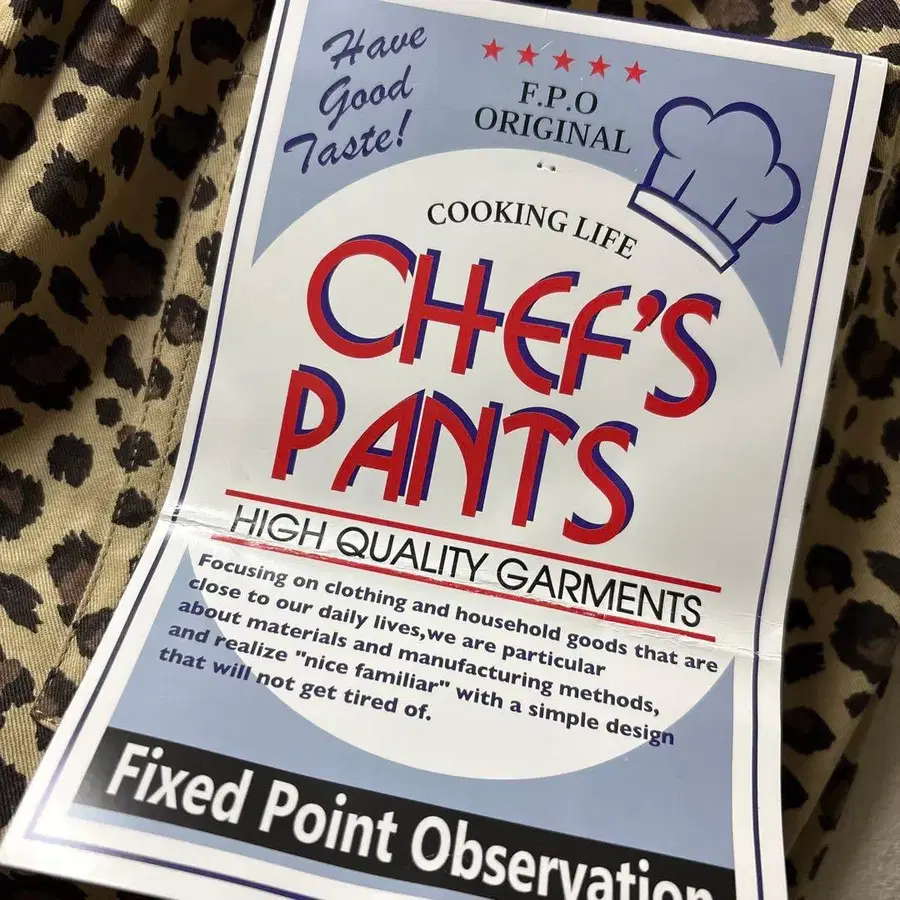 Have
Good
Taste!
F.P.O
ORIGINAL
COOKING LIFE
CHEF'S
PANTS
HIGH QUALITY GARMENTS
Focusing on clothing and household goods that are
close to our daily lives,we are particular
about materials and manufacturing methods,
and realize "nice familiar" with a simple design
that will not get tired of.
Fixed Point Observation